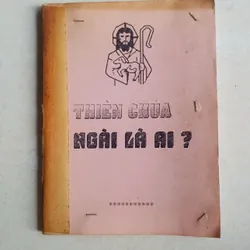 THIÊN CHÚA
NGÀI LÀ AI ?